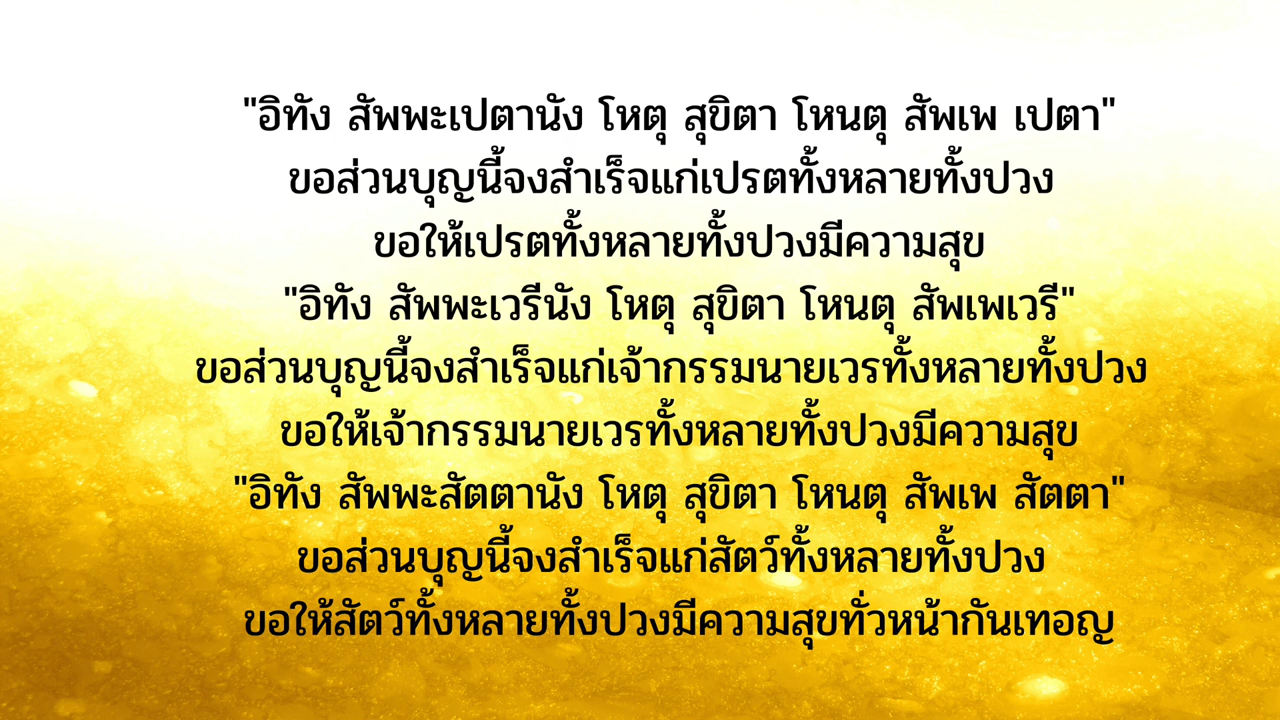 "อิทัง สัพพะเปตานัง โหตุ สุขิตา โหนตุ สัพเพ เปตา"
ขอส่วนบุญนี้จงสำเร็จแก่เปรตทั้งหลายทั้งปวง
ขอให้เปรตทั้งหลายทั้งปวงมีความสุข
"อิทัง สัพพะเวรีนัง โหตุ สุขิตา โหนตุ สัพเพเวรี"
ขอส่วนบุญนี้จงสำเร็จแก่เจ้ากรรมนายเวรทั้งหลายทั้งปวง
ขอให้เจ้ากรรมนายเวรทั้งหลายทั้งปวงมีความสุข
"อิทัง สัพพะสัตตานัง โหตุ สุขิตา โหนตุ สัพเพ สัตตา"
ขอส่วนบุญนี้จงสำเร็จแก่สัตว์ทั้งหลายทั้งปวง
ขอให้สัตว์ทั้งหลายทั้งปวงมีความสุขทั่วหน้ากันเทอญ